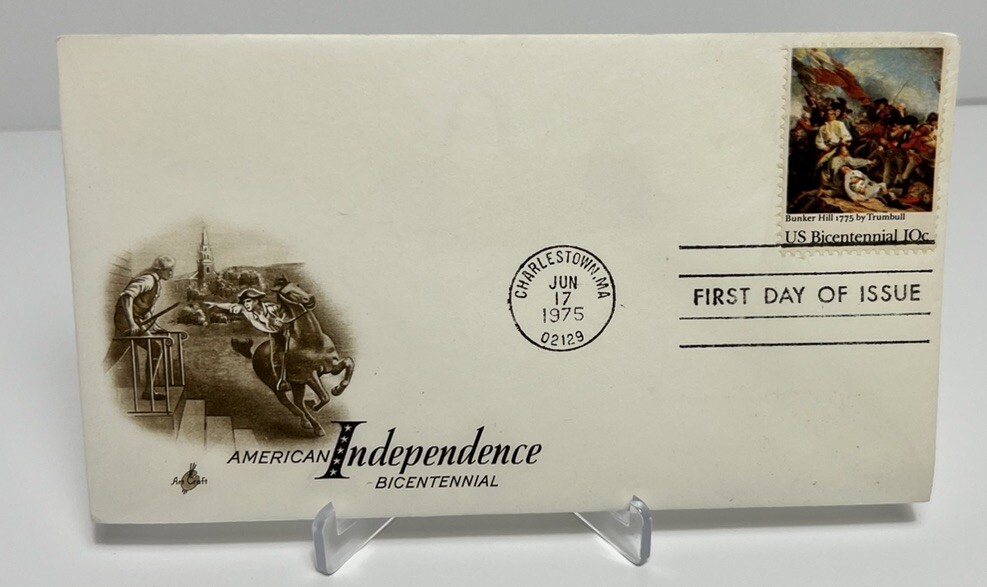 Bunker Hill 1775 by Trumbull
US Bicentennial 10c
CHARLESTOWN, MA
JUN
17
1975
02129
FIRST DAY OF ISSUE
AMERICAN Independence
BICENTENNIAL
Art Craft